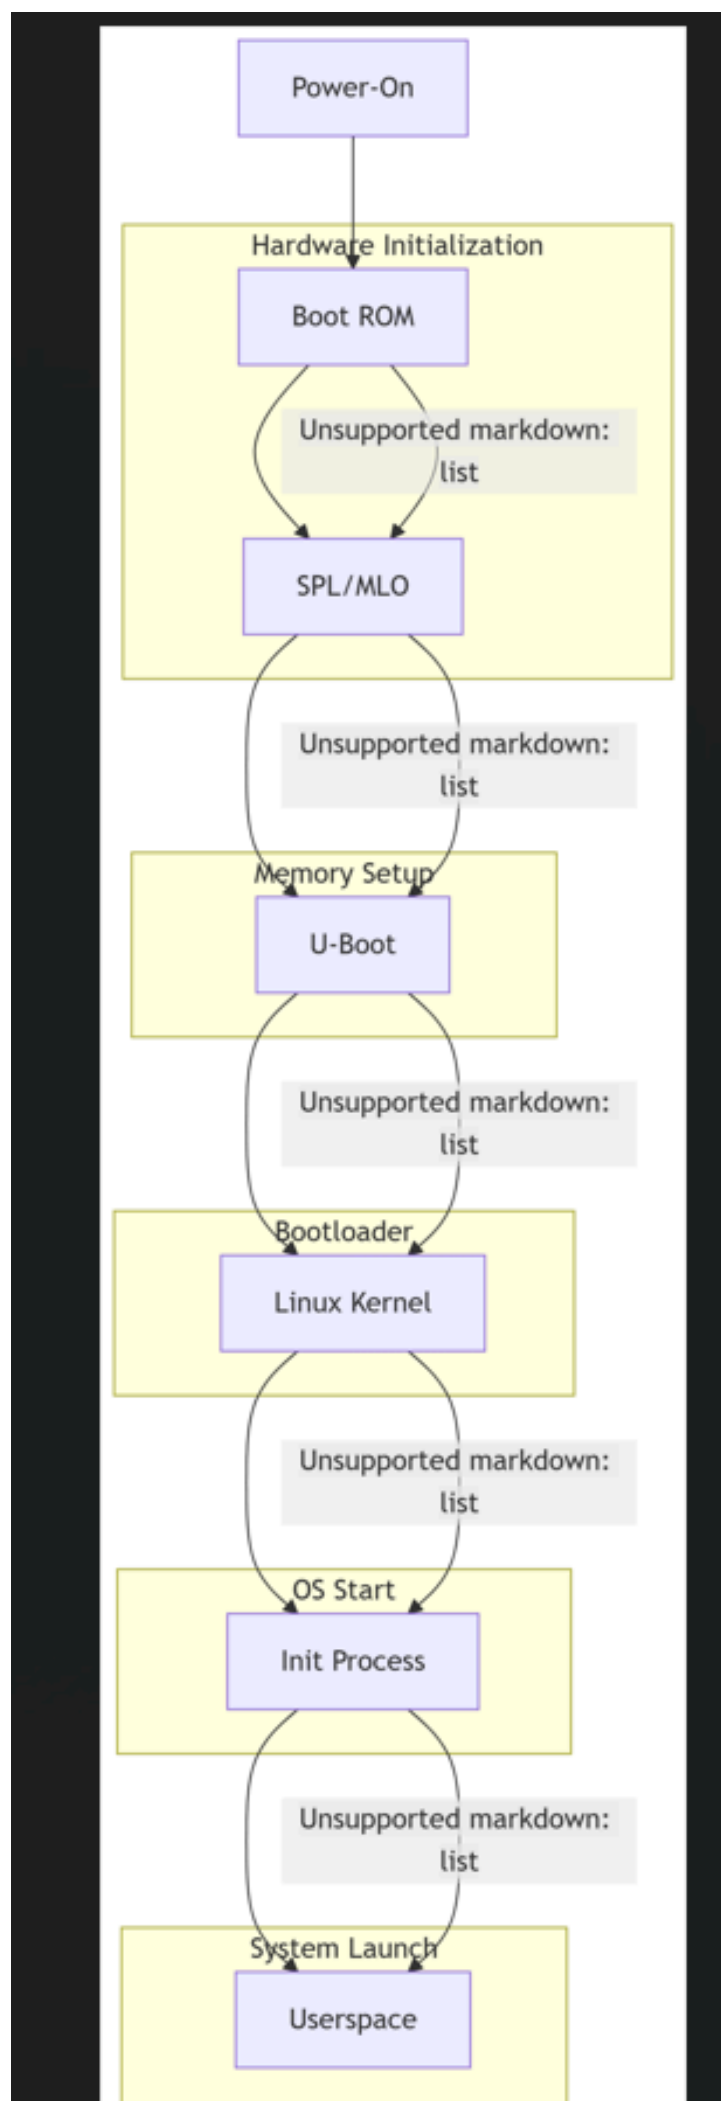 Power-On
Hardware Initialization
Boot ROM
Unsupported markdown:
list
SPL/MLO
Unsupported markdown:
list
Memory Setup
U-Boot
Unsupported markdown:
list
Bootloader
Linux Kernel
Unsupported markdown:
list
OS Start
Init Process
Unsupported markdown:
list
System Launch
Userspace